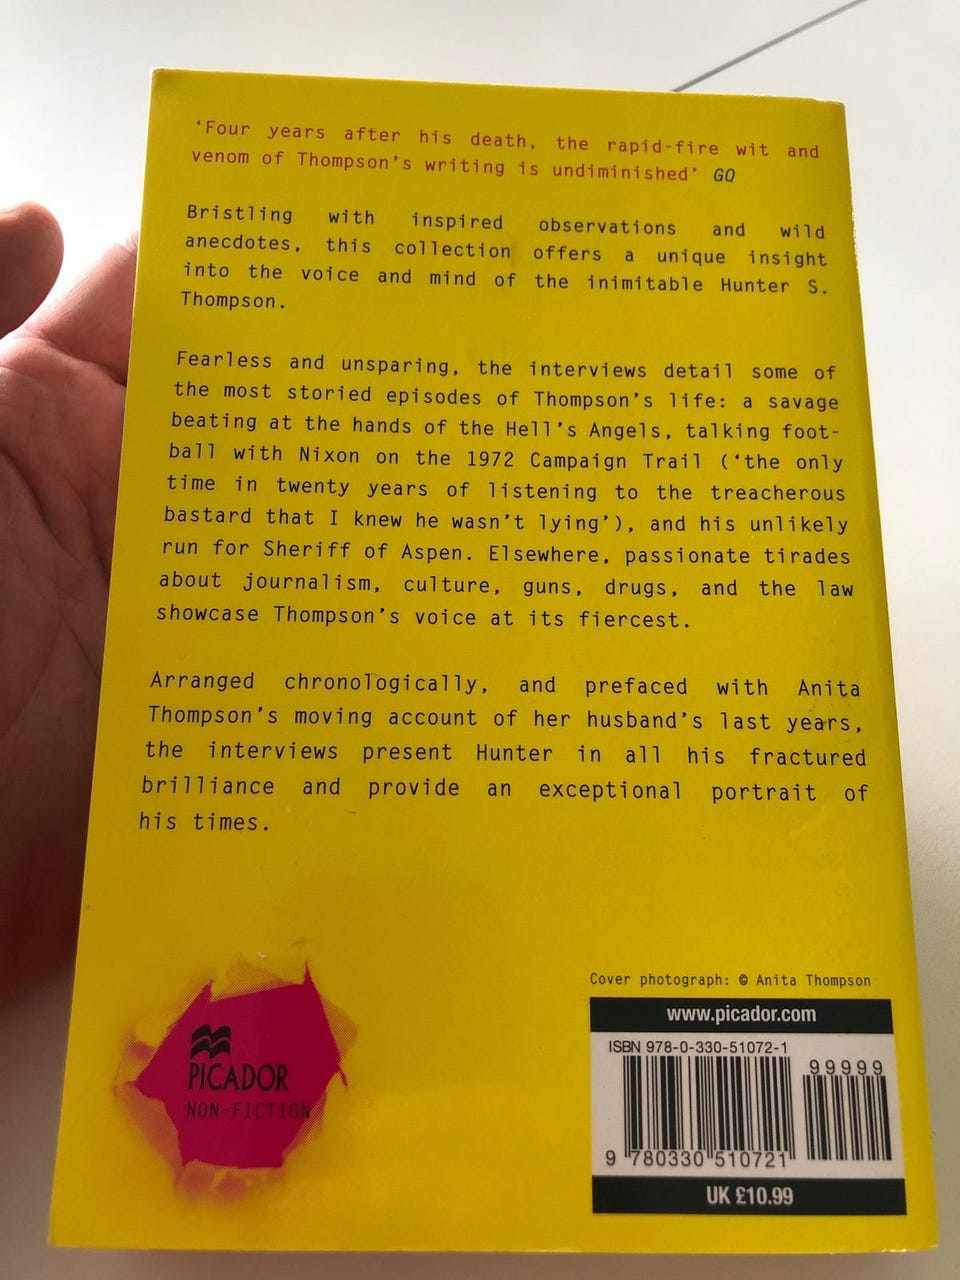 ‘Four years after his death, the rapid-fire wit and
venom of Thompson’s writing is undiminished’ GQ
Bristling with inspired observations and wild
anecdotes, this collection offers a unique insight
into the voice and mind of the inimitable Hunter S.
Thompson.
Fearless and unsparing, the interviews detail some of
the most storied episodes of Thompson’s life: a savage
beating at the hands of the Hell’s Angels, talking foot-
ball with Nixon on the 1972 Campaign Trail (‘the only
time in twenty years of listening to the treacherous
bastard that I knew he wasn’t lying’), and his unlikely
run for Sheriff of Aspen. Elsewhere, passionate tirades
about journalism, culture, guns, drugs, and the law
showcase Thompson’s voice at its fiercest.
Arranged chronologically, and prefaced with Anita
Thompson’s moving account of her husband’s last years,
the interviews present Hunter in all his fractured
brilliance and provide an exceptional portrait of
his times.
PICADOR
NON-FICTION
Cover photograph: © Anita Thompson
www.picador.com
ISBN 978-0-330-51072-1
99999
9 780330 510721
UK £10.99